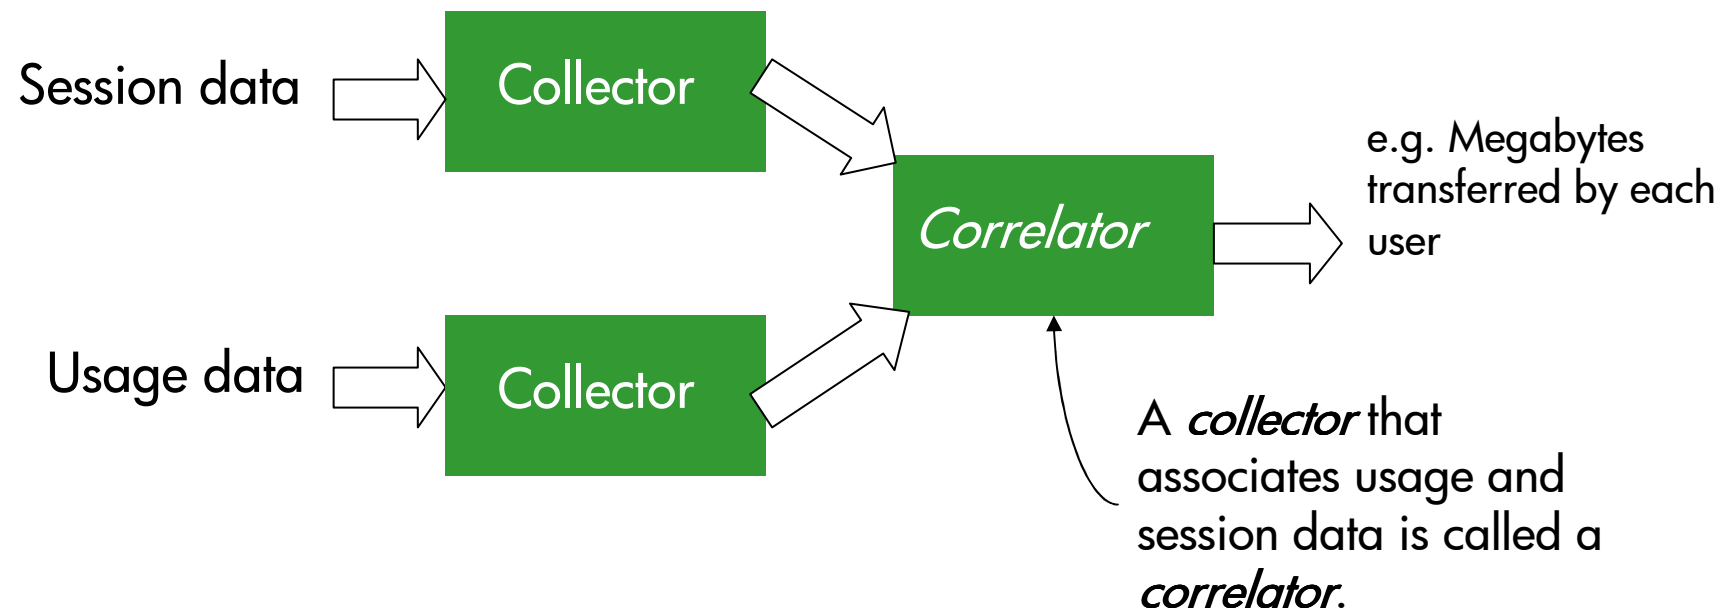 Session data
Collector
e.g. Megabytes
transferred by each
user
Correlator
Usage data
Collector
A collector that
associates usage and
session data is called a
correlator.